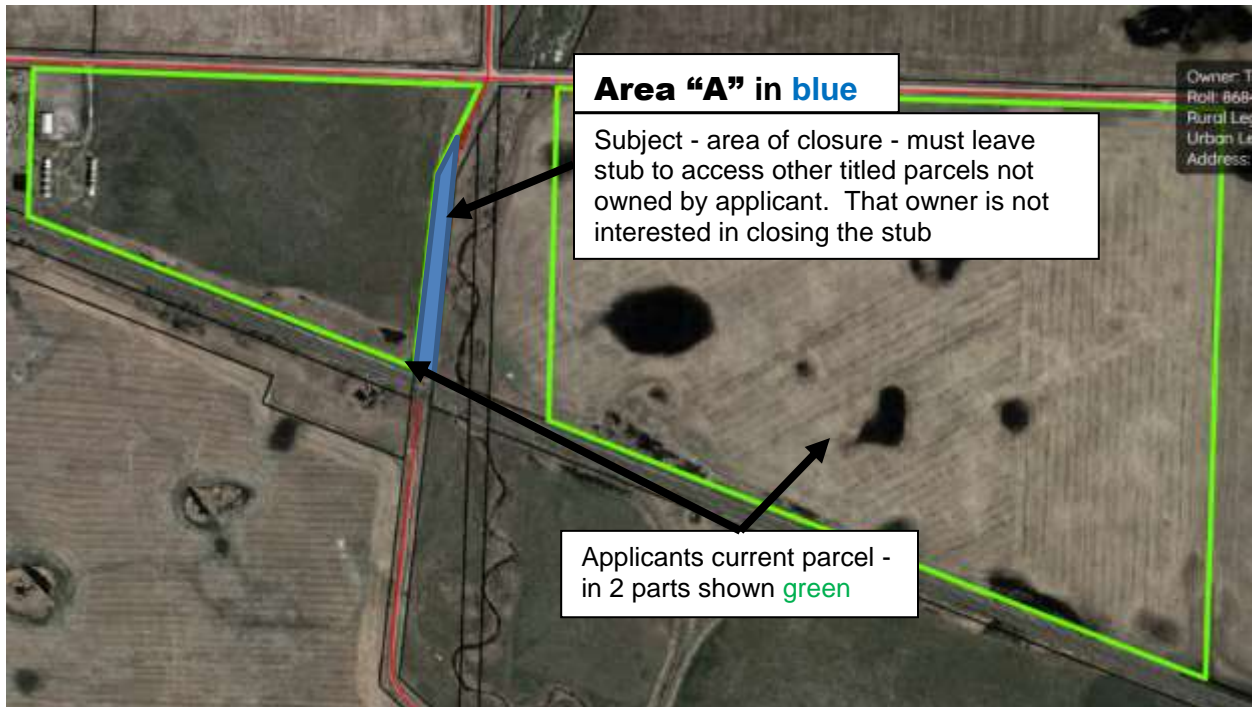 Area “A” in blue
Subject - area of closure - must leave
stub to access other titled parcels not
owned by applicant.  That owner is not
interested in closing the stub
Owner:
Roll: 868
Rural
Urban
Address:
Applicants current parcel -
in 2 parts shown green